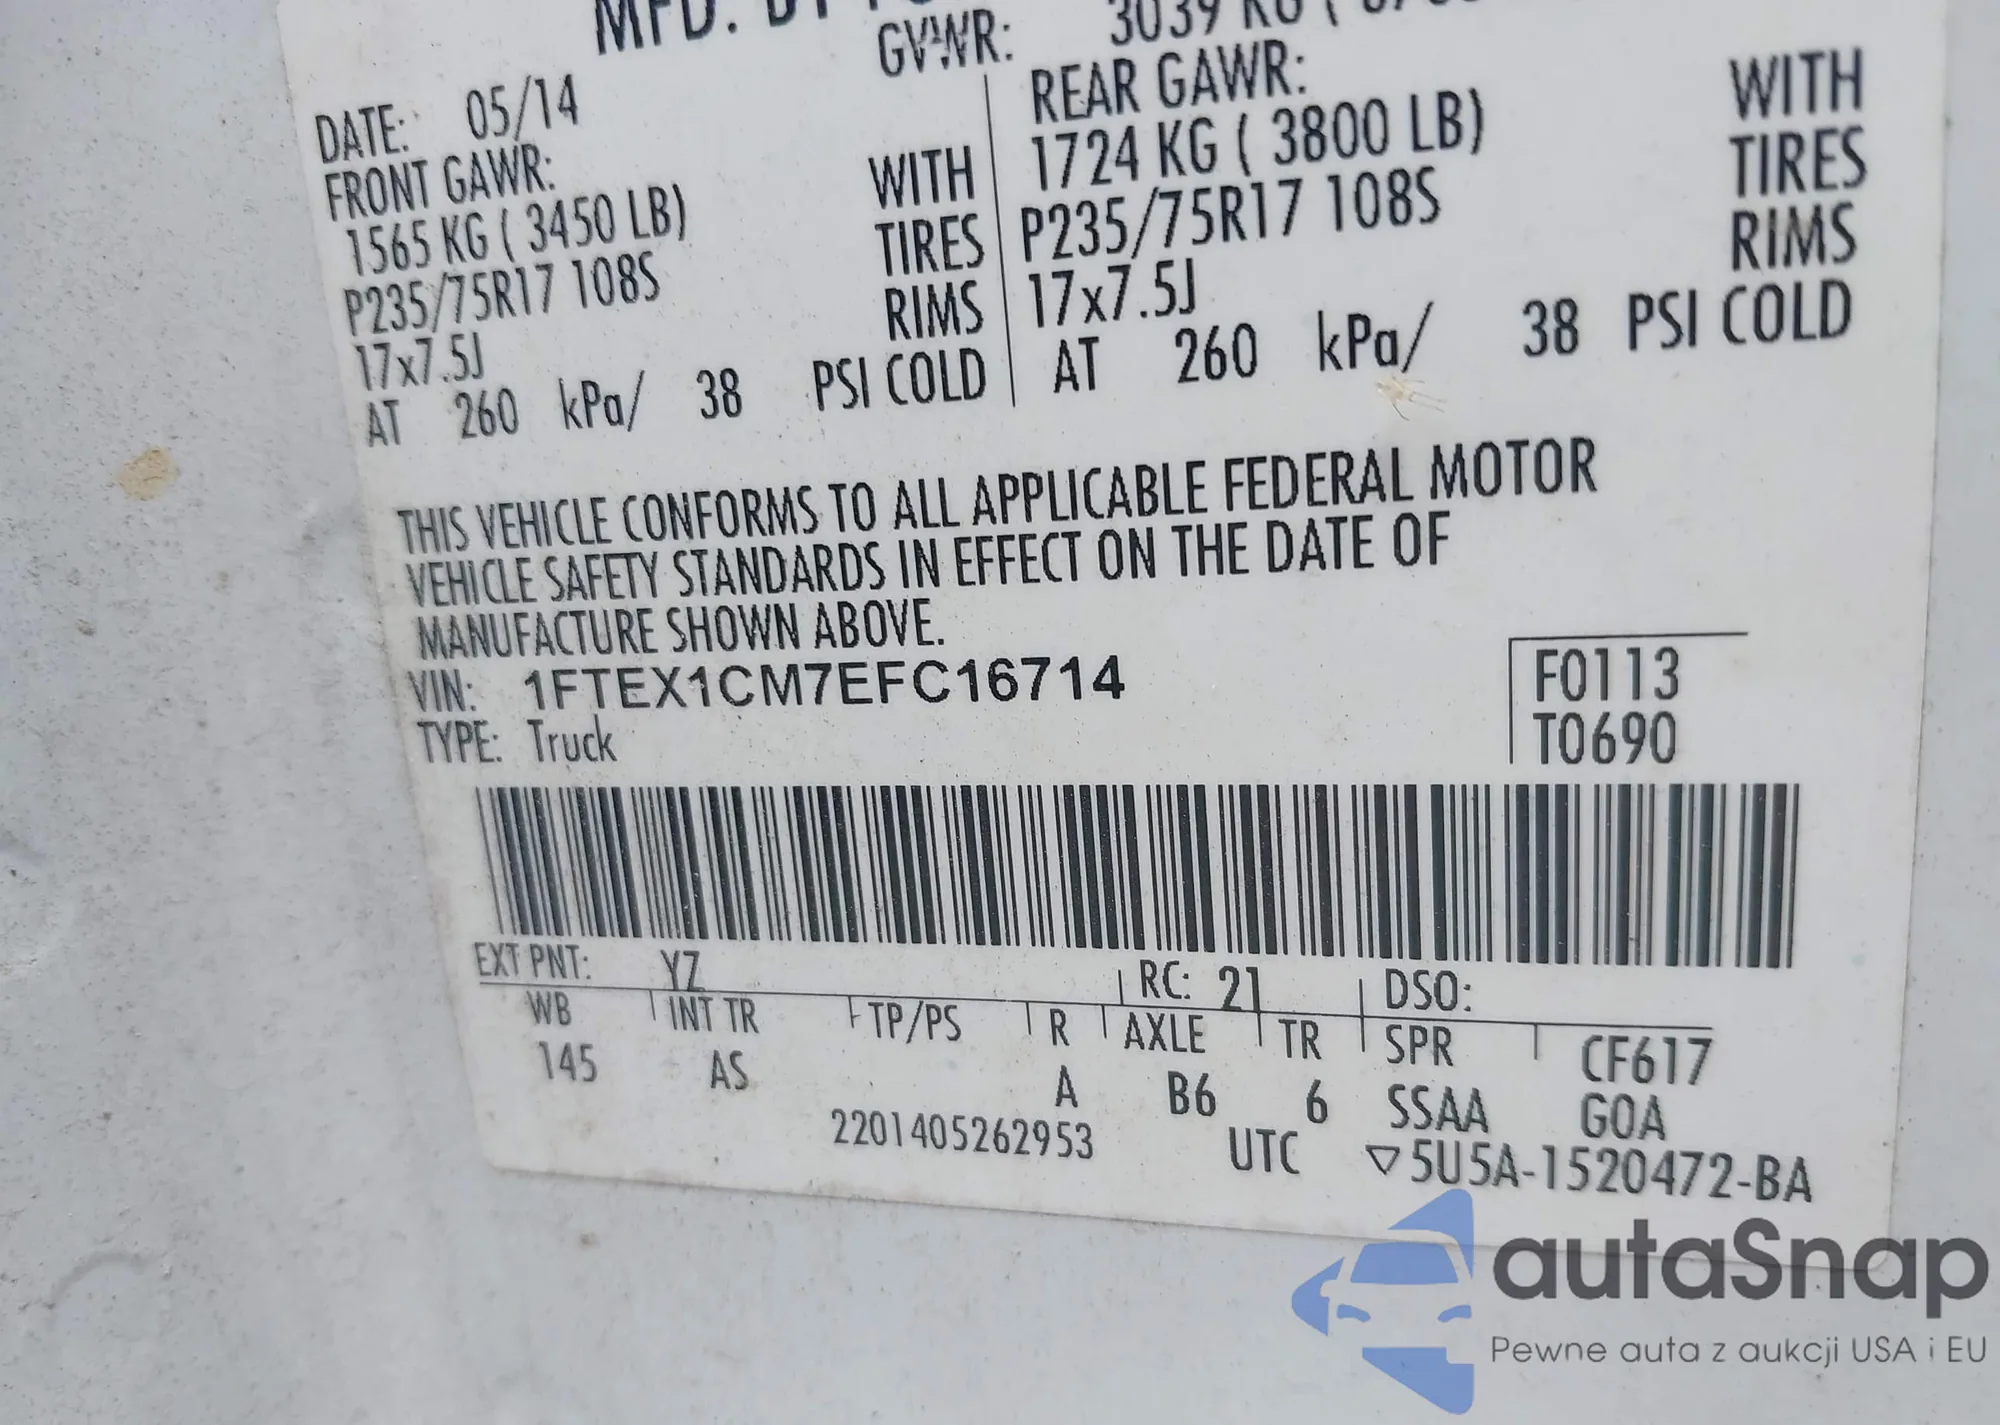 MFD. BY
GVWR: 3039 KG (
DATE: 05/14
FRONT GAWR:
1565 KG ( 3450 LB) WITH
P235/75R17 108S TIRES
17x7.5J RIMS
AT 260 kPa/ 38 PSI COLD
REAR GAWR:
1724 KG ( 3800 LB) WITH
P235/75R17 108S TIRES
17x7.5J RIMS
AT 260 kPa/ 38 PSI COLD
THIS VEHICLE CONFORMS TO ALL APPLICABLE FEDERAL MOTOR
VEHICLE SAFETY STANDARDS IN EFFECT ON THE DATE OF
MANUFACTURE SHOWN ABOVE.
VIN: 1FTEX1CM7EFC16714
TYPE: Truck
F0113
T0690
EXT PNT: YZ RC: 21 DSO:
WB INT TR TP/PS R AXLE TR SPR CF617
145 AS A B6 6 SSAA GOA
2201405262953 UTC ▽5U5A-1520472-BA
autaSnap
Pewne auta z aukcji USA i EU